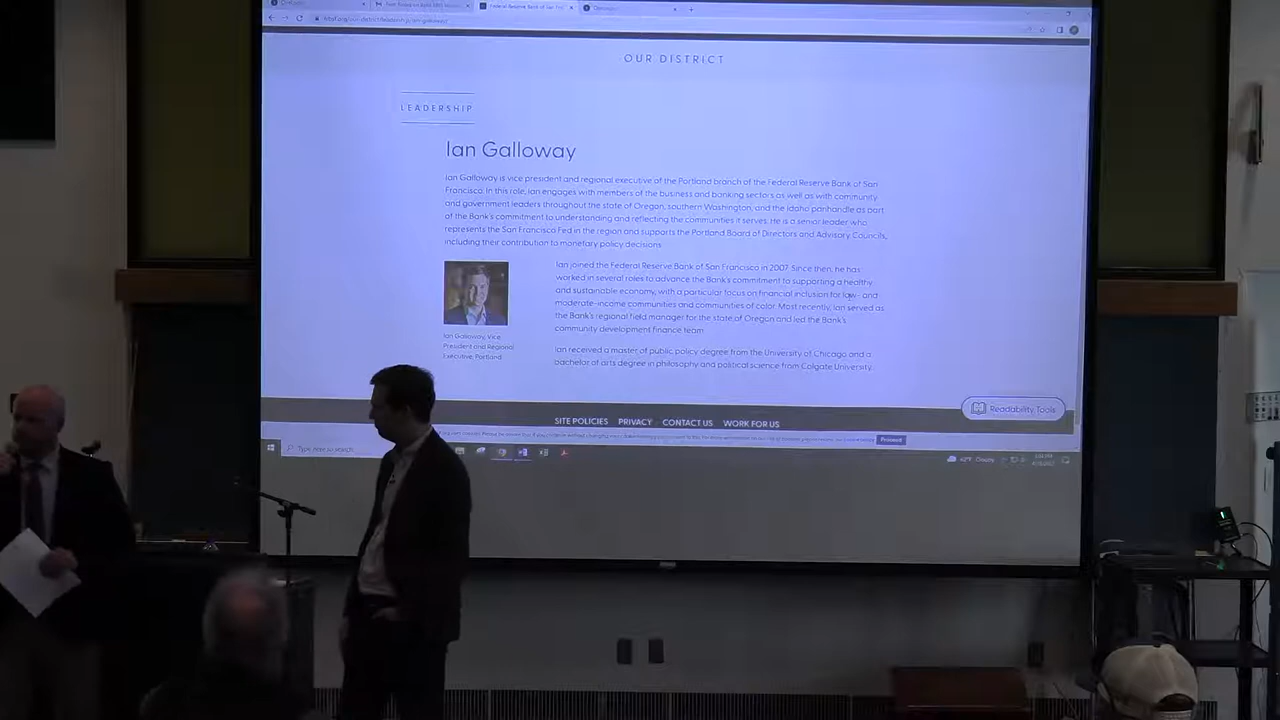 OUR DISTRICT
LEADERSHIP
Ian Galloway
Ian Galloway is vice president and regional executive of the Portland branch of the Federal Reserve Bank of San
Francisco. In this role, Ian engages with members of the business and banking sectors as well as with community
and government leaders throughout the state of Oregon, southern Washington, and the Idaho panhandle as part
of the Bank's commitment to understanding and reflecting the communities it serves. He is a senior leader who
represents the San Francisco Fed in the region and supports the Portland Board of Directors and Advisory Councils,
including their contribution to monetary policy decisions.
Ian joined the Federal Reserve Bank of San Francisco in 2007. Since then, he has
worked in several roles to advance the Bank's commitment to supporting a healthy
and sustainable economy, with a particular focus on financial inclusion for low- and
moderate-income communities and communities of color. Most recently, Ian served as
the Bank's regional field manager for the state of Oregon and led the Bank's
community development finance team.
Ian Galloway, Vice
President and Regional
Executive, Portland
Ian received a master of public policy degree from the University of Chicago and a
bachelor of arts degree in philosophy and political science from Colgate University.
Readability Tools
SITE POLICIES PRIVACY CONTACT US WORK FOR US
Proceed
Type here to search
Cloudy